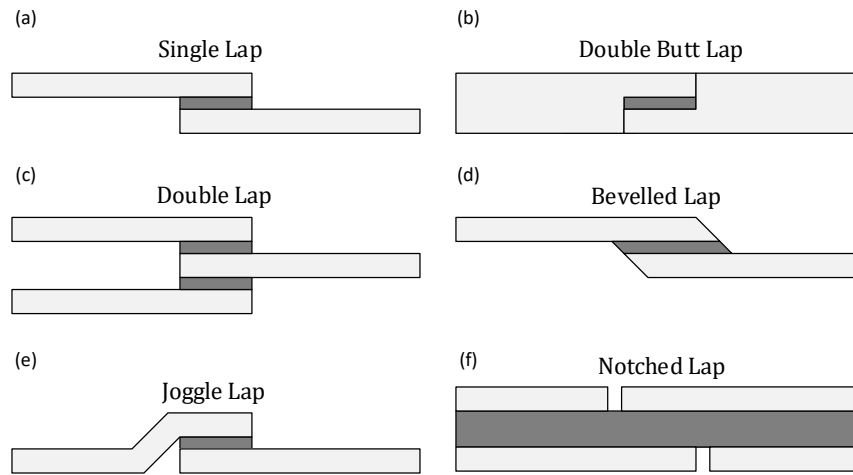 (a)
Single Lap
(b)
Double Butt Lap
(c)
Double Lap
(d)
Bevelled Lap
(e)
Joggle Lap
(f)
Notched Lap